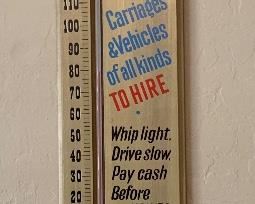 110
100
90
80
70
60
50
40
30
20
Carriages
& Vehicles
of all kinds
TO HIRE
Whip light,
Drive slow,
Pay cash
Before